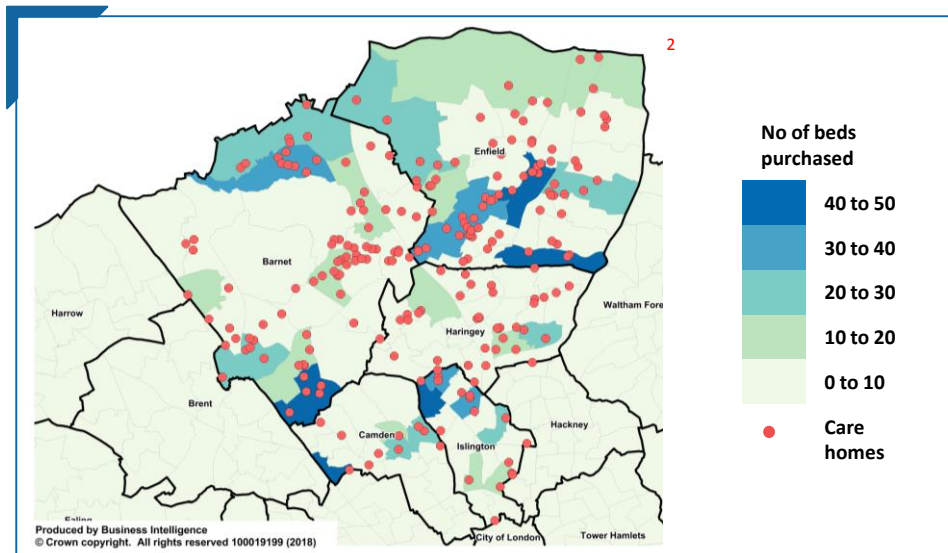 2
Enfield
Barnet
Harrow
Waltham Fore
Haringey
Brent
Hackney
Camden
Islington
Ealing
City of London
Tower Hamlets
Produced by Business Intelligence
© Crown copyright. All rights reserved 100019199 (2018)
No of beds
purchased
40 to 50
30 to 40
20 to 30
10 to 20
0 to 10
Care
homes